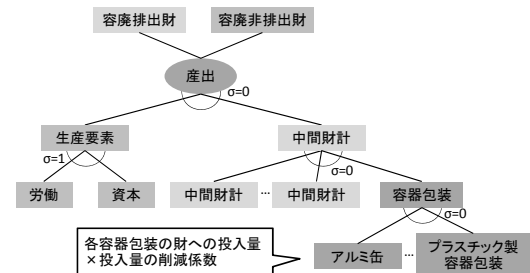 容廃排出財
容廃非排出財
産出
σ=0
生産要素
中間財計
σ=1
σ=0
労働
資本
中間財計
…
中間財計
容器包装
σ=0
各容器包装の財への投入量
×投入量の削減係数
アルミ缶
…
プラスチック製
容器包装